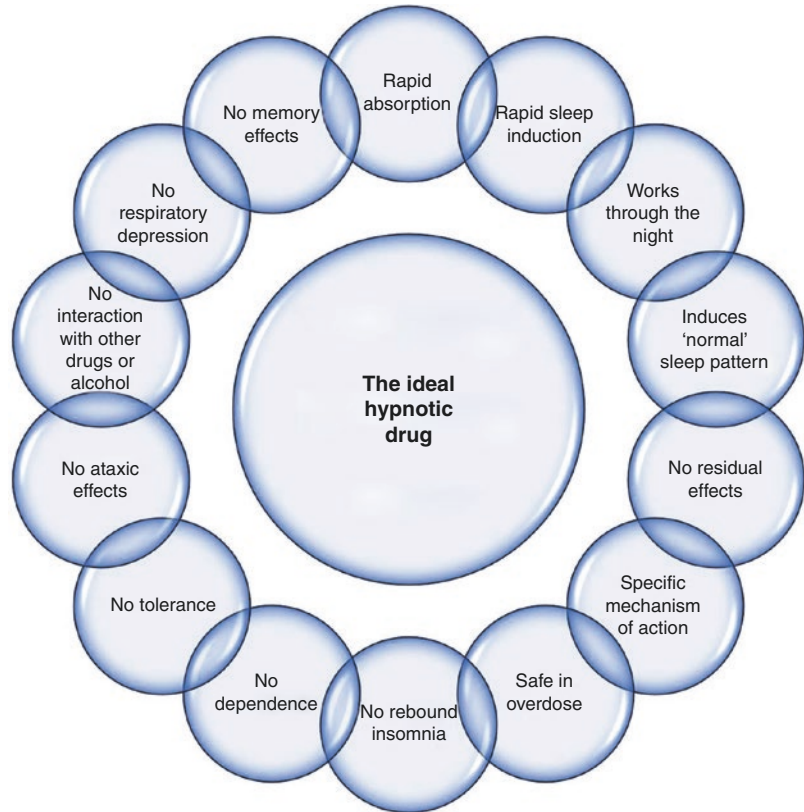 The ideal
hypnotic
drug
Rapid
absorption
Rapid sleep
induction
Works
through the
night
Induces
‘normal’
sleep pattern
No residual
effects
Specific
mechanism
of action
Safe in
overdose
No rebound
insomnia
No
dependence
No tolerance
No ataxic
effects
No
interaction
with other
drugs or
alcohol
No
respiratory
depression
No memory
effects